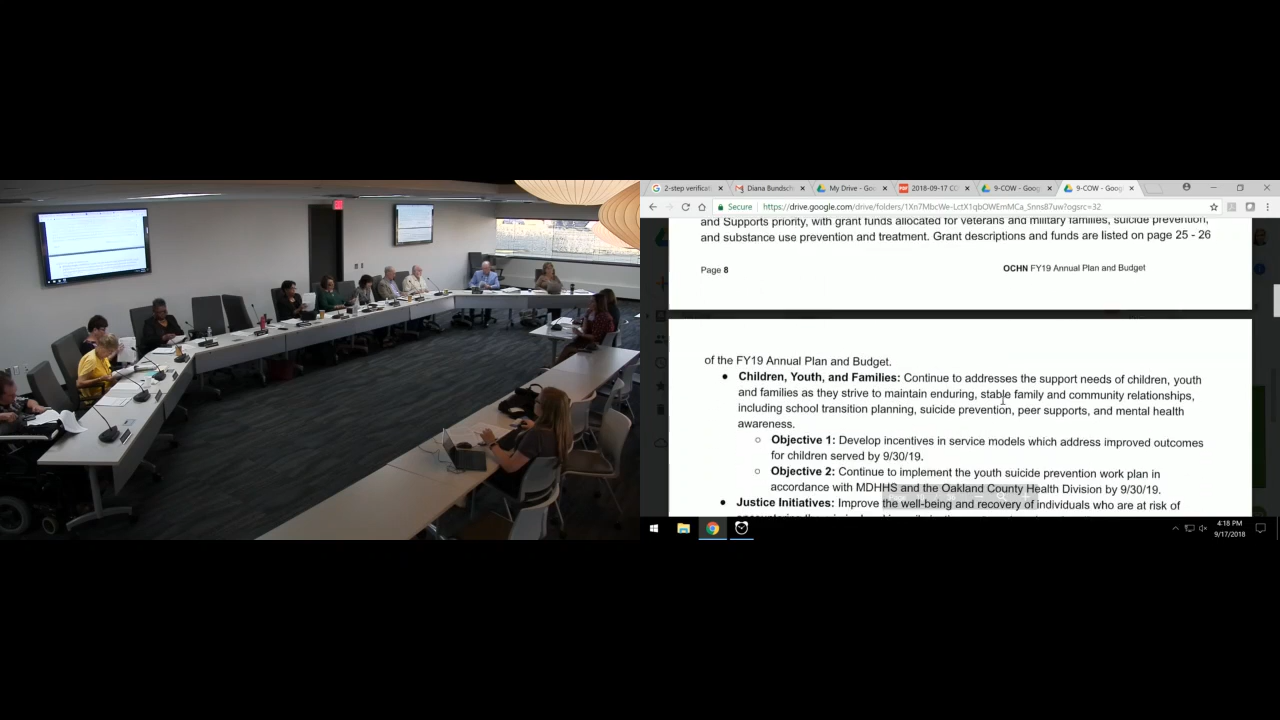 2-step verificat
Diana Bundsch
My Drive - Goo
2018-09-17 CO
9-COW - Goog
9-COW - Goog
Secure
https://drive.google.com/drive/folders/1Xn7MbcWe-LctX1qbOWEmMCa_Snns87uw?ogsrc=32
and Supports priority, with grant funds allocated for veterans and military families, suicide prevention,
and substance use prevention and treatment. Grant descriptions and funds are listed on page 25 - 26
Page 8
OCHN FY19 Annual Plan and Budget
of the FY19 Annual Plan and Budget.
● Children, Youth, and Families: Continue to addresses the support needs of children, youth
and families as they strive to maintain enduring, stable family and community relationships,
including school transition planning, suicide prevention, peer supports, and mental health
awareness.
○ Objective 1: Develop incentives in service models which address improved outcomes
for children served by 9/30/19.
○ Objective 2: Continue to implement the youth suicide prevention work plan in
accordance with MDHHS and the Oakland County Health Division by 9/30/19.
● Justice Initiatives: Improve the well-being and recovery of individuals who are at risk of
4:18 PM
9/17/2018